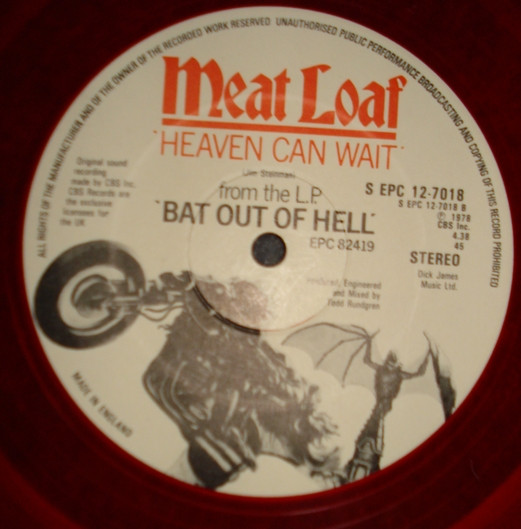 ALL RIGHTS OF THE MANUFACTURER AND OF THE OWNER OF THE RECORDED WORK RESERVED UNAUTHORISED PUBLIC PERFORMANCE BROADCASTING AND COPYING OF THIS RECORD PROHIBITED
Meat Loaf
"HEAVEN CAN WAIT"
(Jim Steinman)
from the L.P.
"BAT OUT OF HELL"
EPC 82419
Original sound
recording
made by CBS Inc.
CBS Records are
the exclusive
licensees for
the UK
S EPC 12-7018
S EPC 12-7018 B
℗ 1978
CBS Inc.
4.38
45
STEREO
Dick James
Music Ltd.
Produced, Engineered
and Mixed by
Todd Rundgren
MADE IN ENGLAND